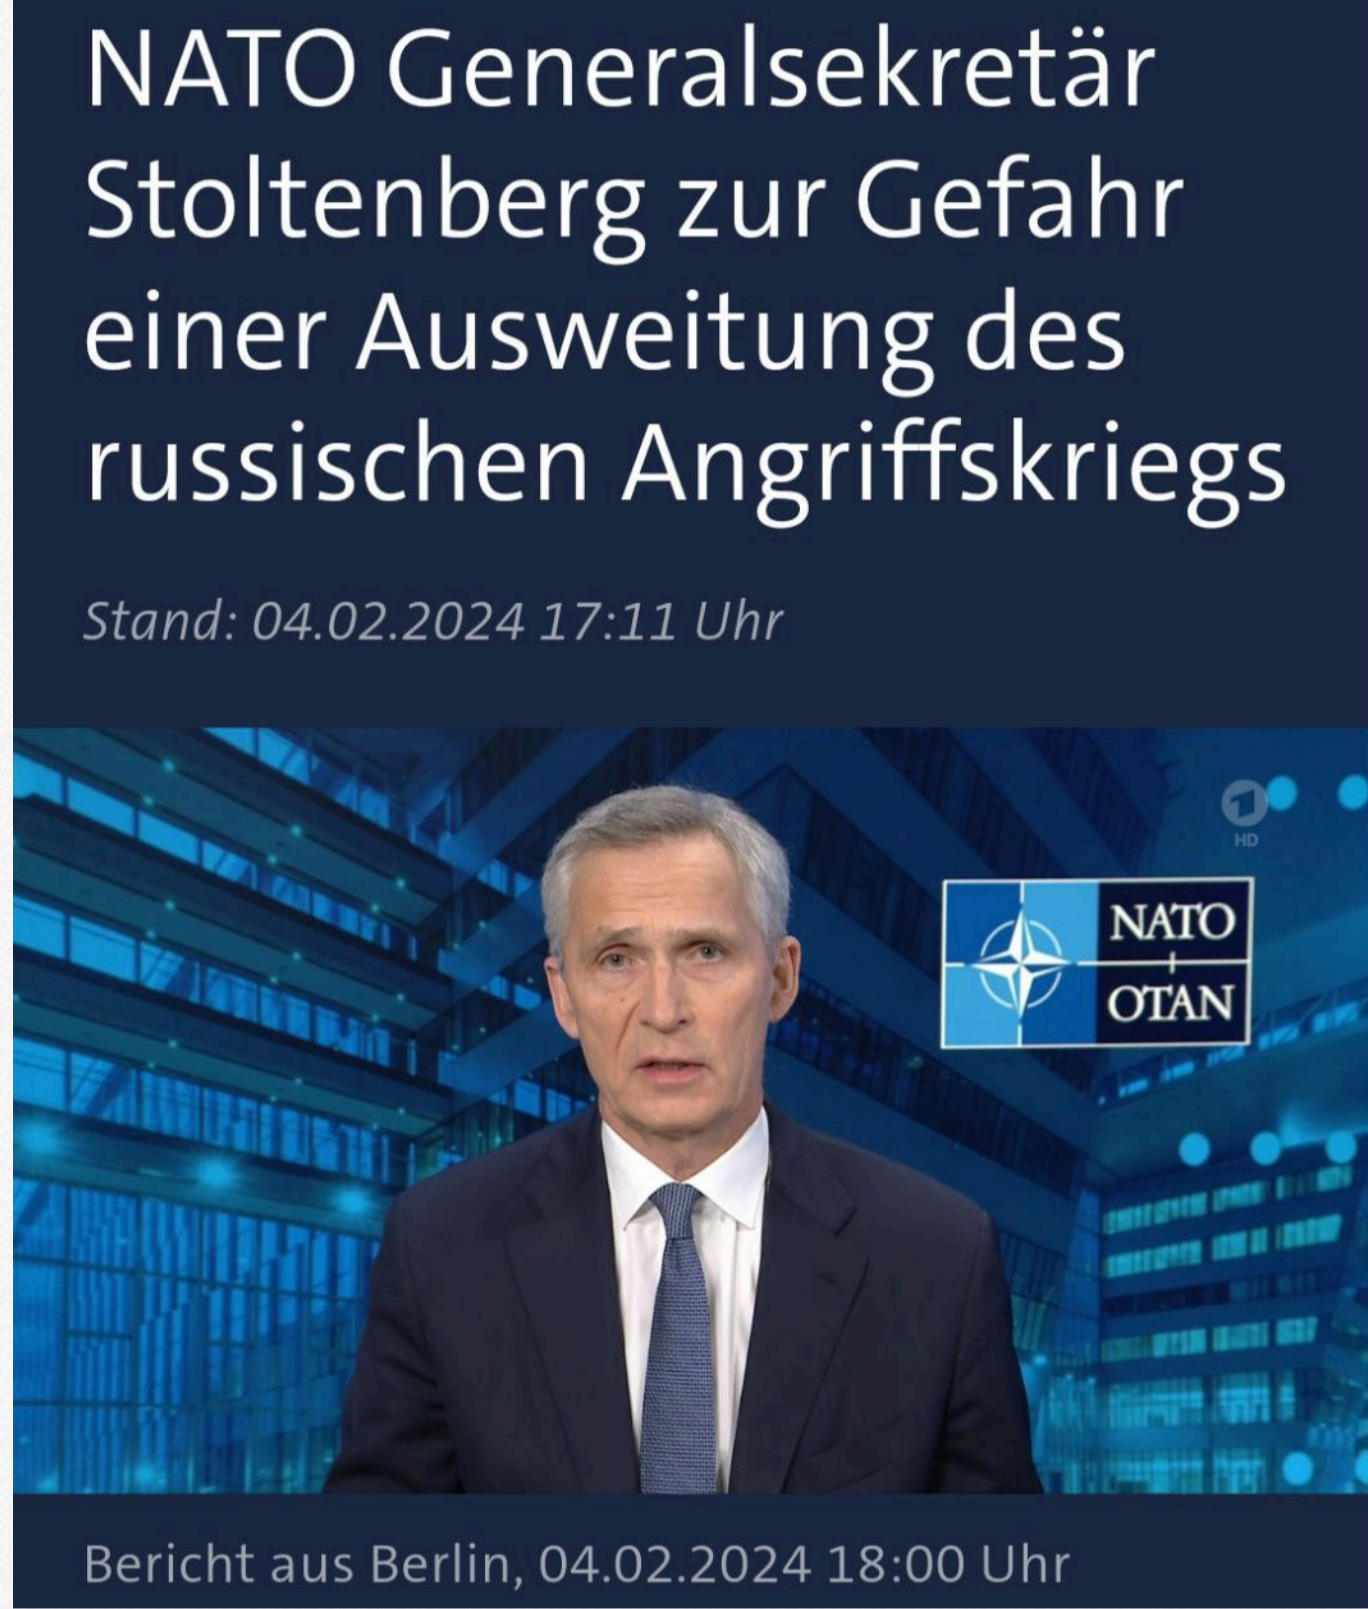 NATO Generalsekretär
Stoltenberg zur Gefahr
einer Ausweitung des
russischen Angriffskriegs
Stand: 04.02.2024 17:11 Uhr
1
HD
NATO
OTAN
Bericht aus Berlin, 04.02.2024 18:00 Uhr